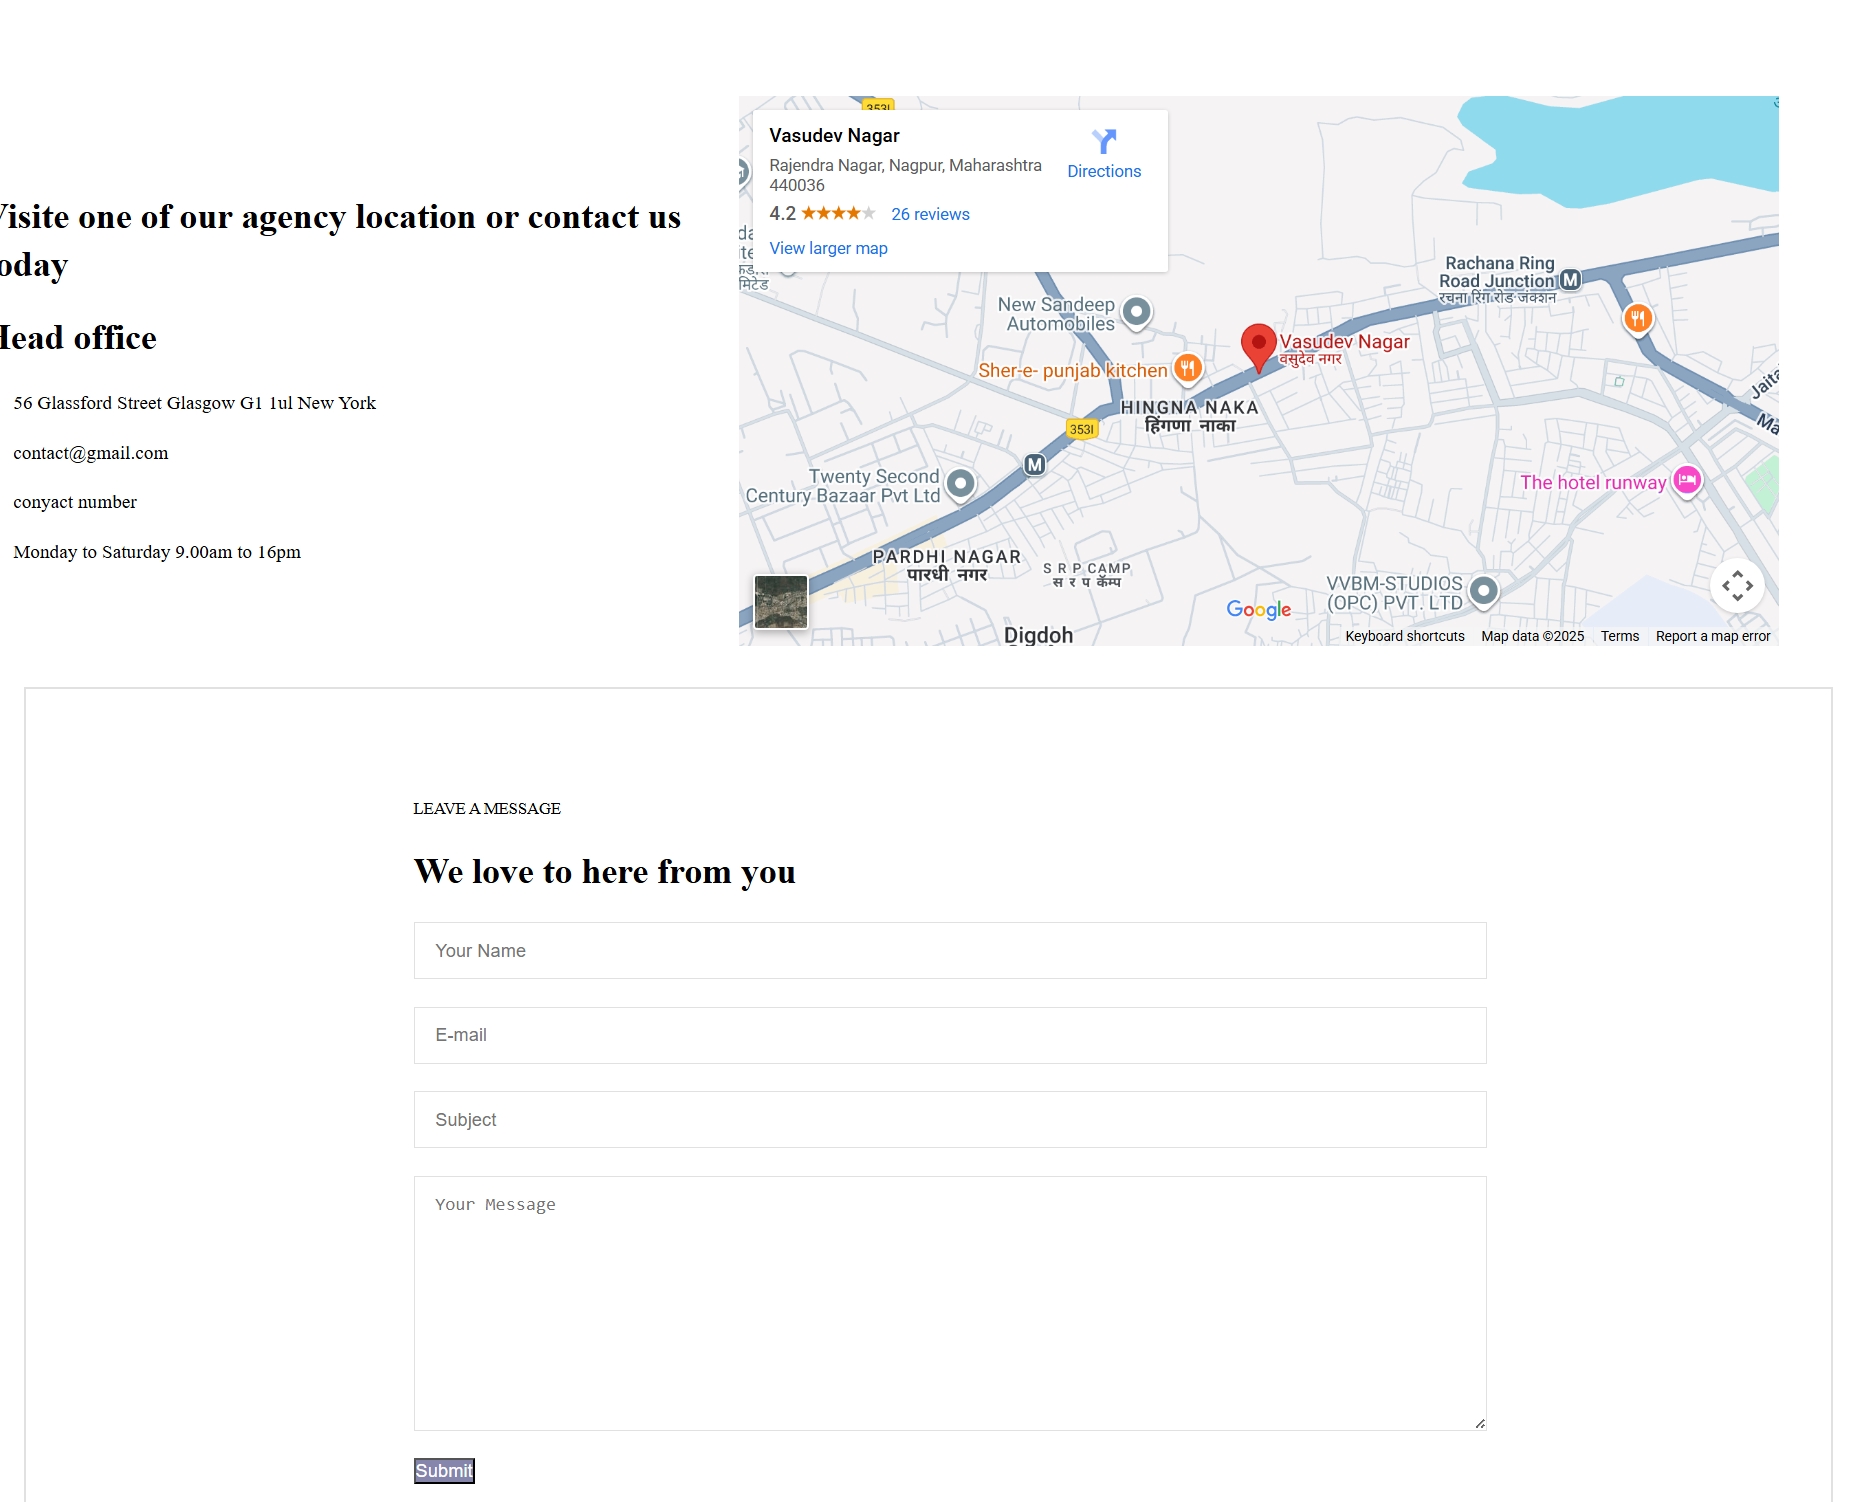 Visite one of our agency location or contact us
today
Head office
56 Glassford Street Glasgow G1 1ul New York
contact@gmail.com
conyact number
Monday to Saturday 9.00am to 16pm
353I
Vasudev Nagar
Rajendra Nagar, Nagpur, Maharashtra
440036
Directions
4.2 26 reviews
View larger map
मिटेड
Rachana Ring
Road Junction
रचना रिंग रोड जंक्शन
M
New Sandeep
Automobiles
Vasudev Nagar
वसुदेव नगर
Sher-e- punjab kitchen
HINGNA NAKA
हिंगणा नाका
353I
M
Twenty Second
Century Bazaar Pvt Ltd
The hotel runway
PARDHI NAGAR
पारधी नगर
S R P CAMP
स र प कॅम्प
VVBM-STUDIOS
(OPC) PVT. LTD
Google
Digdoh
Keyboard shortcuts Map data ©2025 Terms Report a map error
LEAVE A MESSAGE
We love to here from you
Your Name
E-mail
Subject
Your Message
Submit